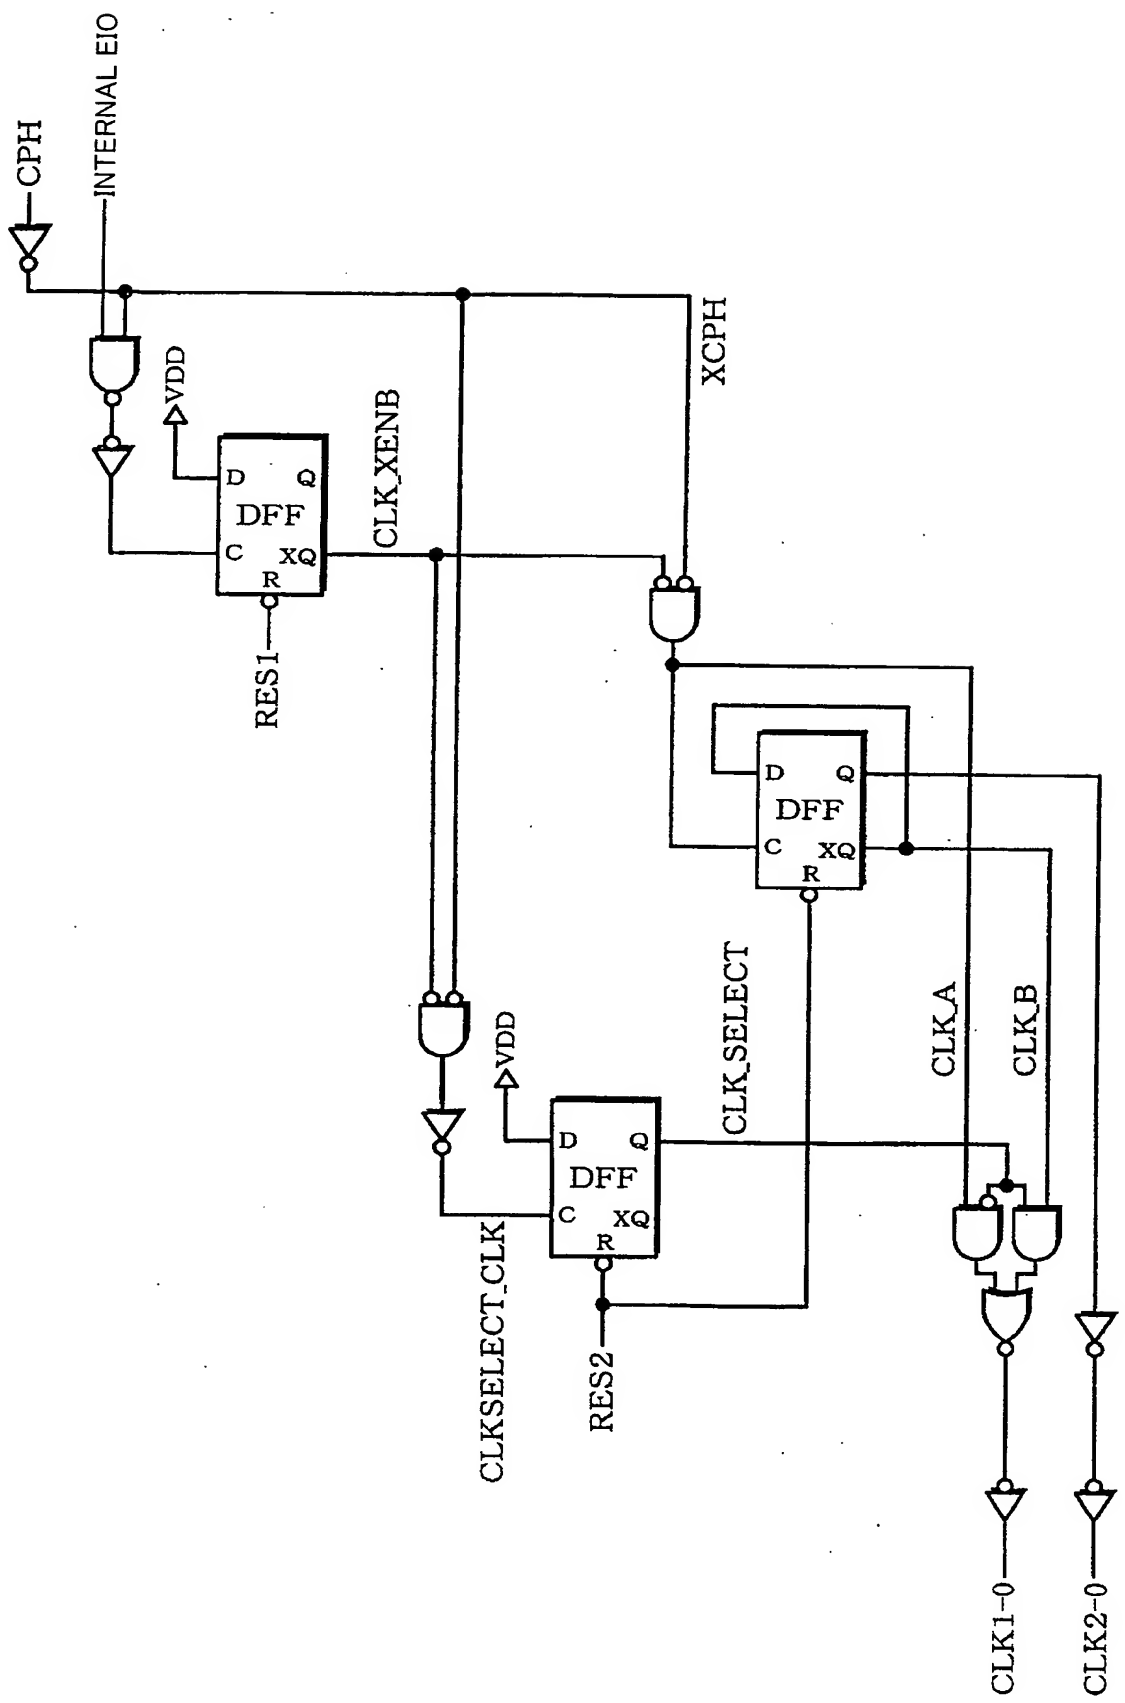 CPH
INTERNAL EIO
VDD
D
Q
DFF
C
XQ
R
RES1
CLK_XENB
XCPH
D
Q
DFF
C
XQ
R
VDD
D
Q
DFF
C
XQ
R
CLKSELECT_CLK
RES2
CLK_SELECT
CLK_A
CLK_B
CLK1-0
CLK2-0